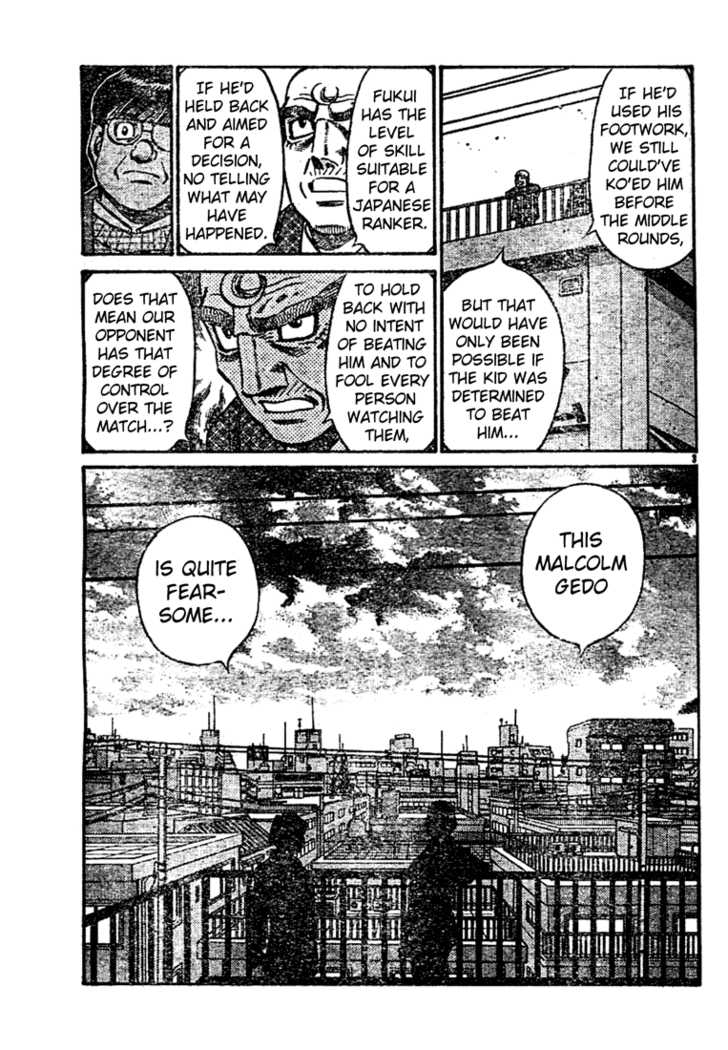 IF HE'D
USED HIS
FOOTWORK,
WE STILL
COULD'VE
KO'ED HIM
BEFORE
THE MIDDLE
ROUNDS,
BUT THAT
WOULD HAVE
ONLY BEEN
POSSIBLE IF
THE KID WAS
DETERMINED
TO BEAT
HIM...
FUKUI
HAS THE
LEVEL
OF SKILL
SUITABLE
FOR A
JAPANESE
RANKER.
IF HE'D
HELD BACK
AND AIMED
FOR A
DECISION,
NO TELLING
WHAT MAY
HAVE
HAPPENED.
TO HOLD
BACK WITH
NO INTENT
OF BEATING
HIM AND TO
FOOL EVERY
PERSON
WATCHING
THEM,
DOES THAT
MEAN OUR
OPPONENT
HAS THAT
DEGREE OF
CONTROL
OVER THE
MATCH...?
3
THIS
MALCOLM
GEDO
IS QUITE
FEAR-
SOME...